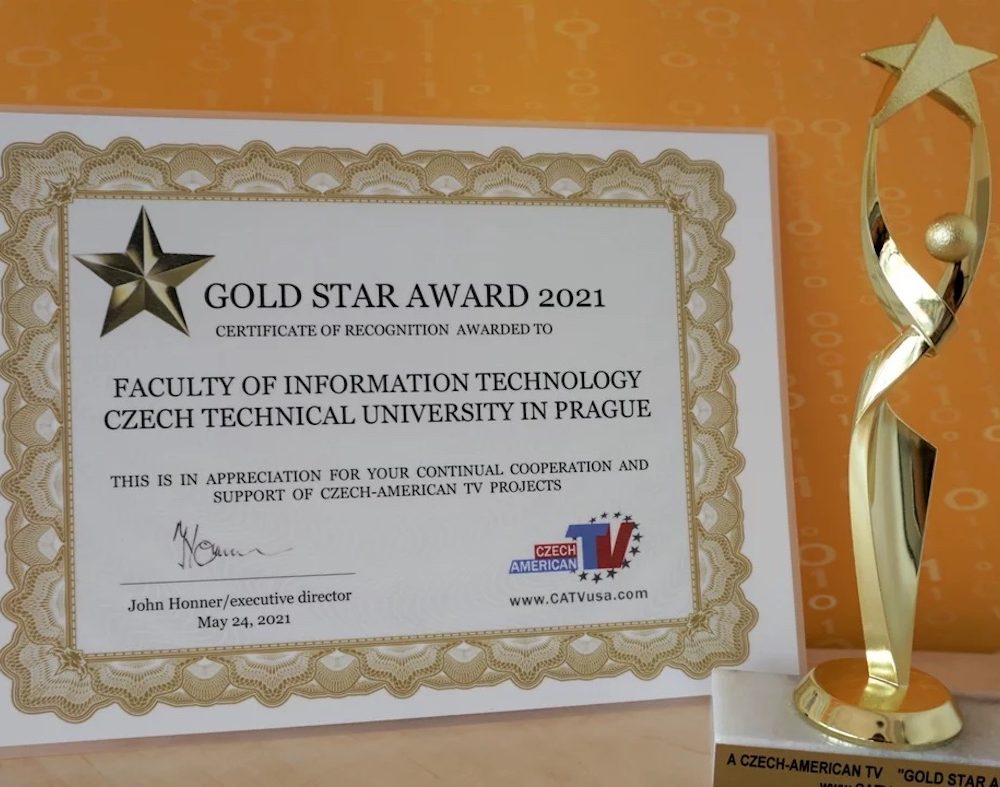 GOLD STAR AWARD 2021
CERTIFICATE OF RECOGNITION AWARDED TO
FACULTY OF INFORMATION TECHNOLOGY
CZECH TECHNICAL UNIVERSITY IN PRAGUE
THIS IS IN APPRECIATION FOR YOUR CONTINUAL COOPERATION AND
SUPPORT OF CZECH-AMERICAN TV PROJECTS
John Honner/executive director
May 24, 2021
CZECH
AMERICAN TV
www.CATVusa.com
A CZECH-AMERICAN TV "GOLD STAR